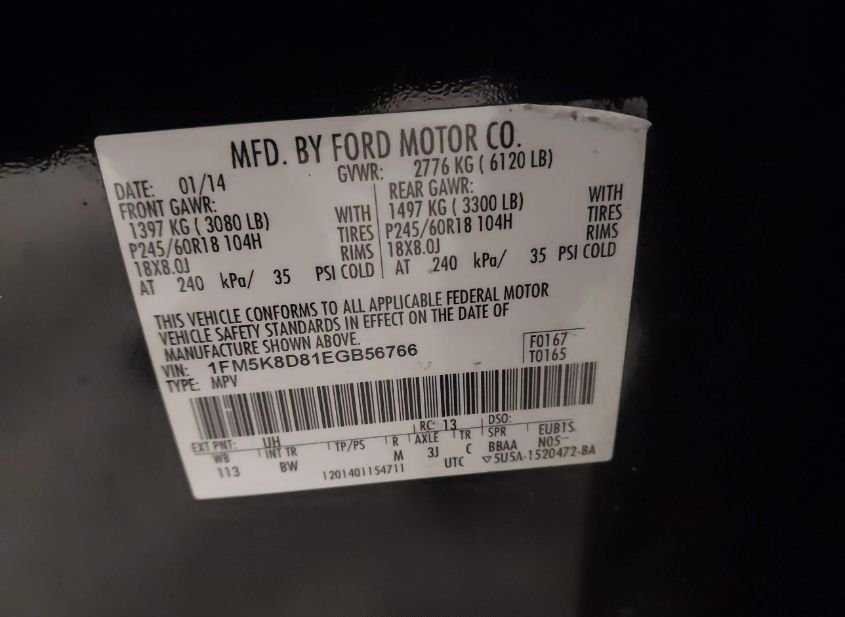 MFD. BY FORD MOTOR CO.
DATE: 01/14 GVWR: 2776 KG ( 6120 LB)
FRONT GAWR: REAR GAWR:
1397 KG ( 3080 LB) WITH 1497 KG ( 3300 LB) WITH
P245/60R18 104H TIRES P245/60R18 104H TIRES
18X8.0J RIMS 18X8.0J RIMS
AT 240 kPa/ 35 PSI COLD AT 240 kPa/ 35 PSI COLD
THIS VEHICLE CONFORMS TO ALL APPLICABLE FEDERAL MOTOR
VEHICLE SAFETY STANDARDS IN EFFECT ON THE DATE OF
MANUFACTURE SHOWN ABOVE.
VIN: 1FM5K8D81EGB56766 F0167
TYPE: MPV T0165
EXT PNT: UH RC: 13 DSO:
WB INT TR TP/PS R AXLE TR SPR EUB1S
113 BW M 3J C BBAA N05-
1201401154711 UTC ▽5U5A-1520472-BA